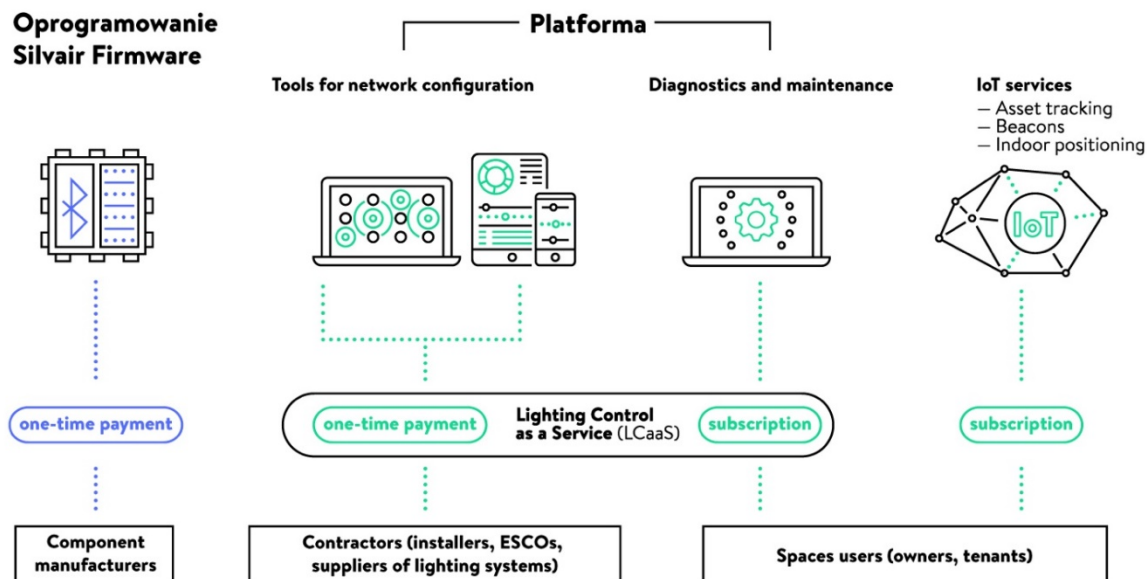 Oprogramowanie
Silvair Firmware
Platforma
Tools for network configuration
Diagnostics and maintenance
IoT services
— Asset tracking
— Beacons
— Indoor positioning
IoT
one-time payment
one-time payment
Lighting Control
as a Service (LCaaS)
subscription
subscription
Component
manufacturers
Contractors (installers, ESCOs,
suppliers of lighting systems)
Spaces users (owners, tenants)